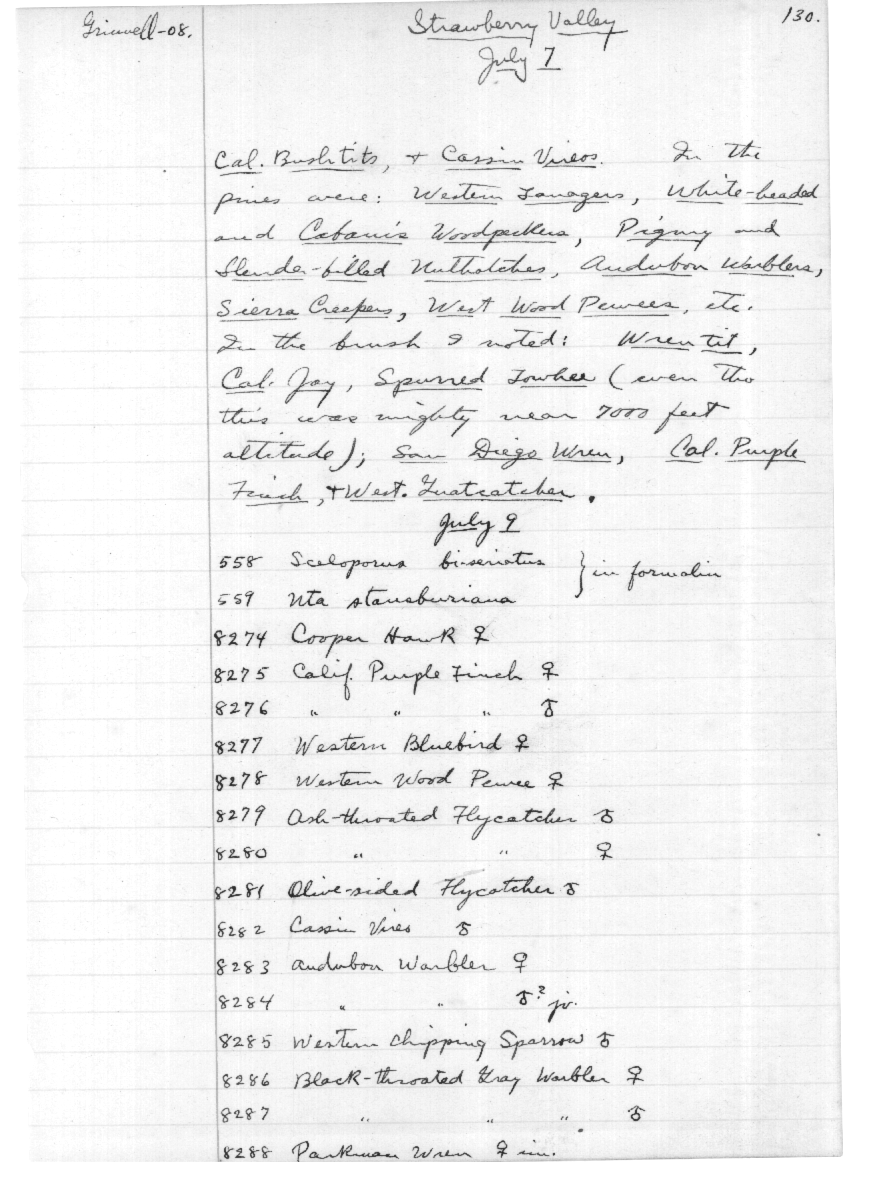 Grinnell-08.
Strawberry Valley
130.
July 7
Cal. Bushtits, + Cassin Vireos. In the
pines were: Western Tanagers, White-headed
and Cabanis Woodpeckers, Pigmy and
Slender-billed Nuthatches, Audubon Warblers,
Sierra Creepers, West Wood Pewees, etc.
In the brush I noted: Wren tit,
Cal. Jay, Spurred Towhee (even tho
this was mighty near 7000 feet
altitude); San Diego Wren, Cal. Purple
Finch, + West. Gnatcatcher.
July 9
558 Sceloporus bi-seriatus } in formalin
559 Uta stansburiana
8274 Cooper Hawk ♀
8275 Calif. Purple Finch ♀
8276 " " " ♂
8277 Western Bluebird ♀
8278 Western Wood Pewee ♀
8279 Ash-throated Flycatcher ♂
8280 " " ♀
8281 Olive-sided Flycatcher ♂
8282 Cassin Vireo ♂
8283 Audubon Warbler ♀
8284 " " ♂? jv.
8285 Western Chipping Sparrow ♂
8286 Black-throated Gray Warbler ♀
8287 " " " ♂
8288 Parkman Wren ♀ im.